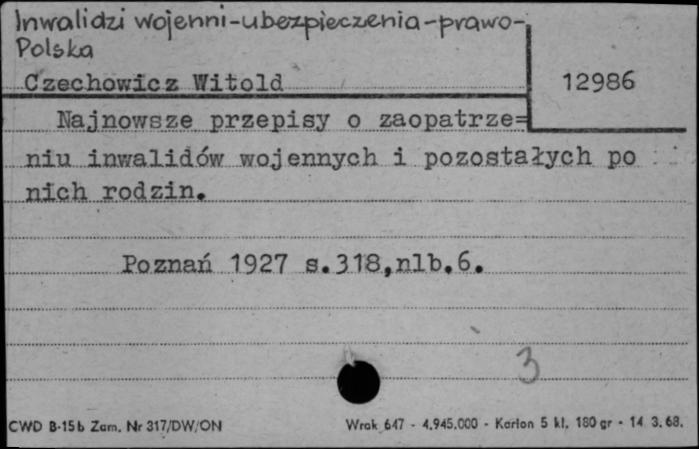 Inwalidzi wojenni-ubezpieczenia-prawo-
Polska
Czechowicz Witold
12986
Najnowsze przepisy o zaopatrze=
niu inwalidów wojennych i pozostałych po
nich rodzin.
Poznań 1927 s.318,nlb.6.
3
CWD B-15b Zam. Nr 317/DW/ON Wrak 647 - 4.945.000 - Karton 5 kl. 180 gr - 14. 3. 68.